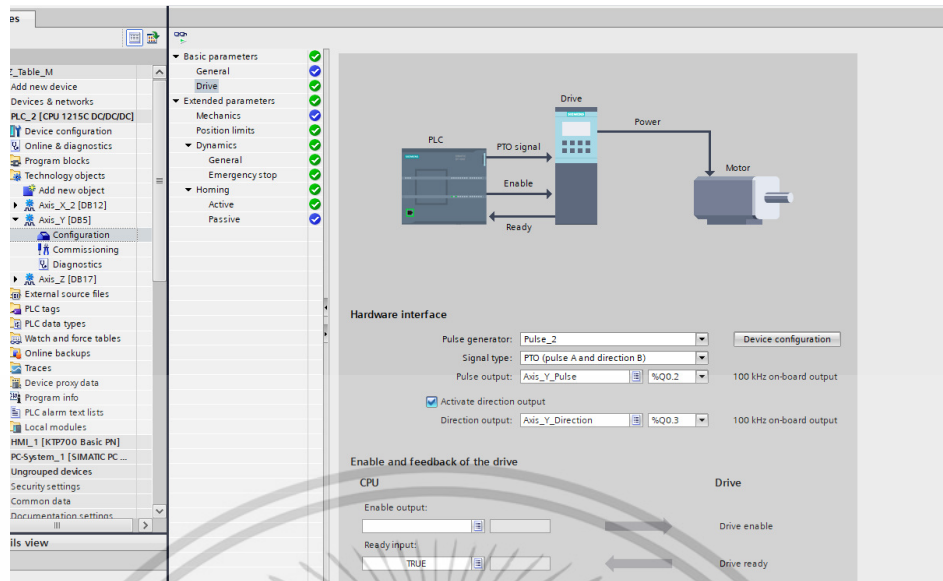 es
Z_Table_M
Add new device
Devices & networks
PLC_2 [CPU 1215C DC/DC/DC]
Device configuration
Online & diagnostics
Program blocks
Technology objects
Add new object
Axis_X_2 [DB12]
Axis_Y [DB5]
Configuration
Commissioning
Diagnostics
Axis_Z [DB17]
External source files
PLC tags
PLC data types
Watch and force tables
Online backups
Traces
Device proxy data
Program info
PLC alarm text lists
Local modules
HMI_1 [KTP700 Basic PN]
PC-System_1 [SIMATIC PC ...
Ungrouped devices
Security settings
Common data
Documentation settings
ils view
Basic parameters
General
Drive
Extended parameters
Mechanics
Position limits
Dynamics
General
Emergency stop
Homing
Active
Passive
Drive
Power
PLC
PTO signal
Motor
Enable
Ready
Hardware interface
Pulse generator: Pulse_2 Device configuration
Signal type: PTO (pulse A and direction B)
Pulse output: Axis_Y_Pulse %Q0.2 100 kHz on-board output
Activate direction output
Direction output: Axis_Y_Direction %Q0.3 100 kHz on-board output
Enable and feedback of the drive
CPU Drive
Enable output:
Drive enable
Ready input:
TRUE Drive ready